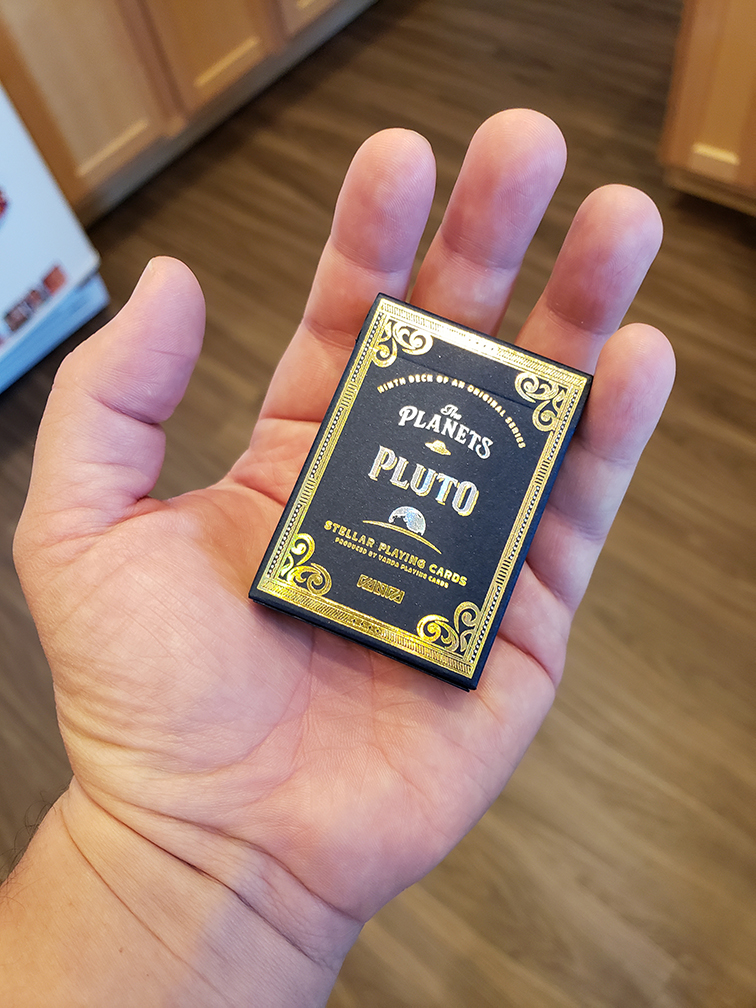 NINTH DECK OF AN ORIGINAL SERIES
The
PLANETS
PLUTO
STELLAR PLAYING CARDS
PRODUCED BY VANDA PLAYING CARDS